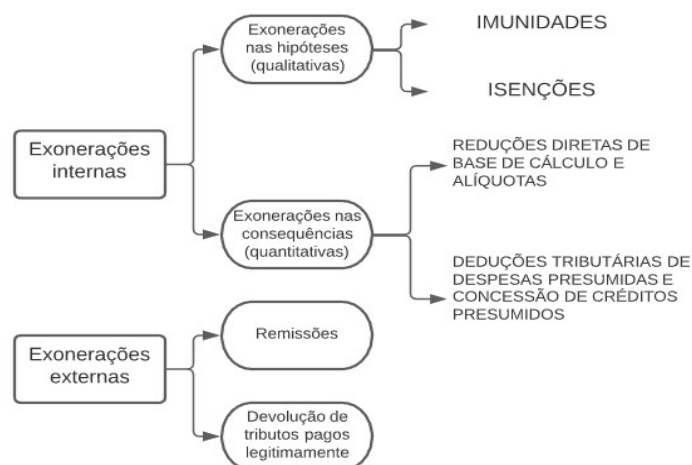 Exonerações
internas
Exonerações
nas hipóteses
(qualitativas)
IMUNIDADES
ISENÇÕES
Exonerações nas
consequências
(quantitativas)
REDUÇÕES DIRETAS DE
BASE DE CÁLCULO E
ALÍQUOTAS
DEDUÇÕES TRIBUTÁRIAS DE
DESPESAS PRESUMIDAS E
CONCESSÃO DE CRÉDITOS
PRESUMIDOS
Exonerações
externas
Remissões
Devolução de
tributos pagos
legitimamente